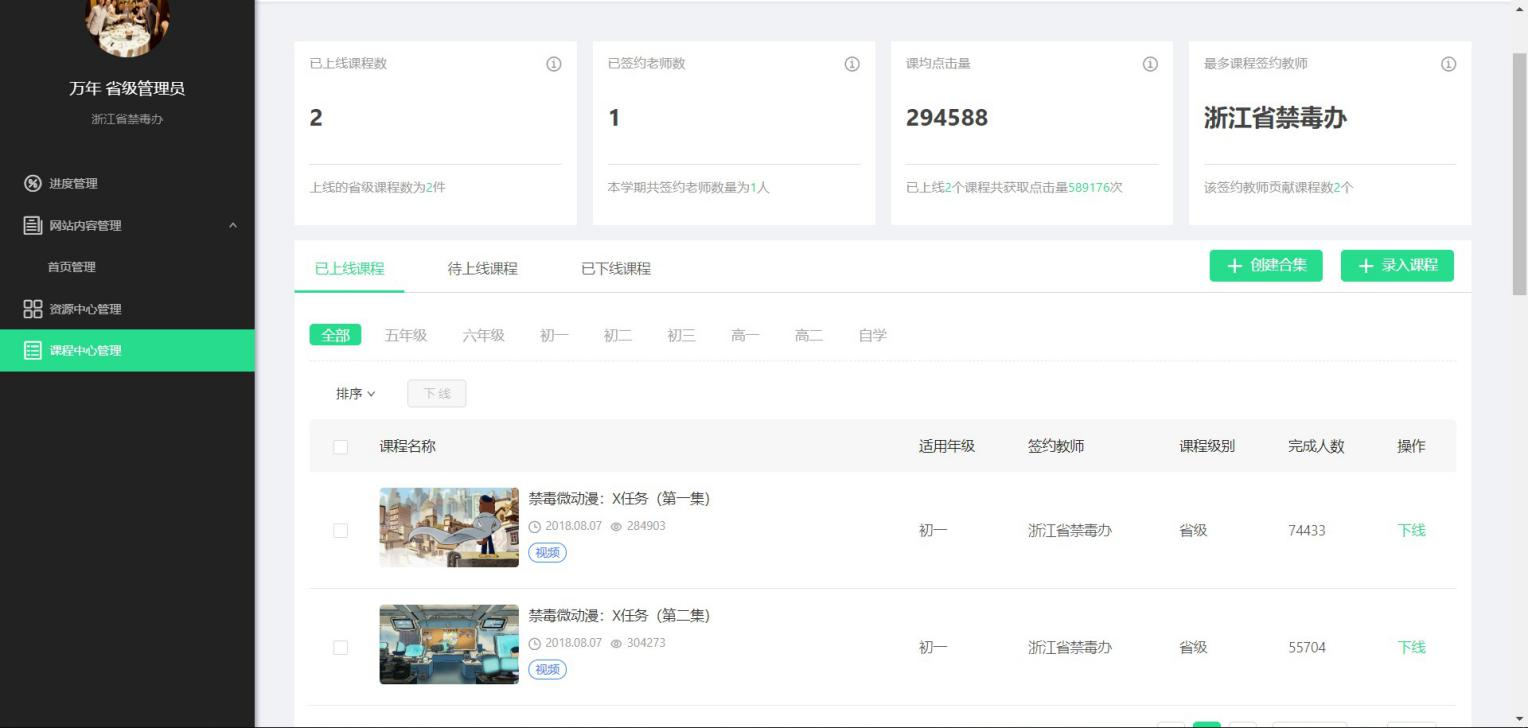 万年 省级管理员
浙江省禁毒办
进度管理
网站内容管理
首页管理
资源中心管理
课程中心管理
已上线课程数
2
上线的省级课程数为2件
已签约老师数
1
本学期共签约老师数量为1人
课均点击量
294588
已上线2个课程共获取点击量589176次
最多课程签约教师
浙江省禁毒办
该签约教师贡献课程数2个
已上线课程 待上线课程 已下线课程
创建合集 录入课程
全部 五年级 六年级 初一 初二 初三 高一 高二 自学
排序 下线
课程名称 适用年级 签约教师 课程级别 完成人数 操作
禁毒微动漫：X任务（第一集）
2018.08.07 284903
视频
初一 浙江省禁毒办 省级 74433 下线
禁毒微动漫：X任务（第二集）
2018.08.07 304273
视频
初一 浙江省禁毒办 省级 55704 下线